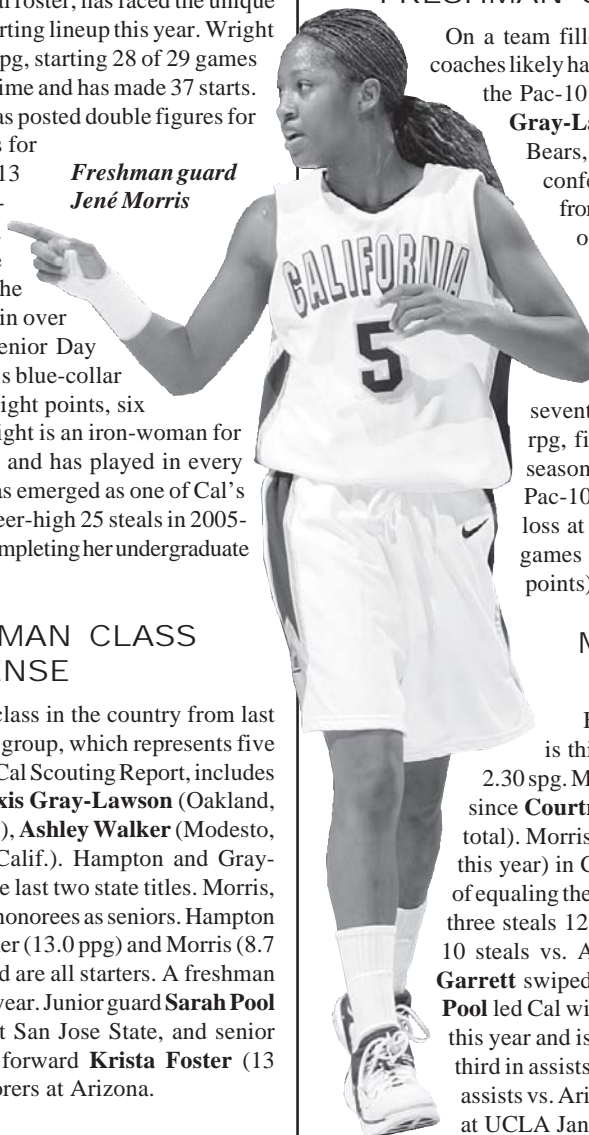 l roster, has faced the unique
rting lineup this year. Wright
pg, starting 28 of 29 games
ime and has made 37 starts.
as posted double figures for
s for
13
-
e
he
in over
enior Day
s blue-collar
ight points, six
ight is an iron-woman for
and has played in every
as emerged as one of Cal's
eer-high 25 steals in 2005-
mpleting her undergraduate
Freshman guard
Jené Morris
MAN CLASS
ENSE
class in the country from last
group, which represents five
Cal Scouting Report, includes
xis Gray-Lawson (Oakland,
), Ashley Walker (Modesto,
Calif.). Hampton and Gray-
e last two state titles. Morris,
honorees as seniors. Hampton
er (13.0 ppg) and Morris (8.7
d are all starters. A freshman
year. Junior guard Sarah Pool
t San Jose State, and senior
forward Krista Foster (13
orers at Arizona.
CALIFORNIA
5
FRESHMAN
On a team fille
coaches likely ha
the Pac-10
Gray-La
Bears,
confe
fro
o
sevent
rpg, fi
season
Pac-10
loss at
games
points)
M
F
is thi
2.30 spg. M
since Courtn
total). Morris
this year) in C
of equaling the
three steals 12
10 steals vs. A
Garrett swiped
Pool led Cal wi
this year and is
third in assists
assists vs. Ari
at UCLA Jan